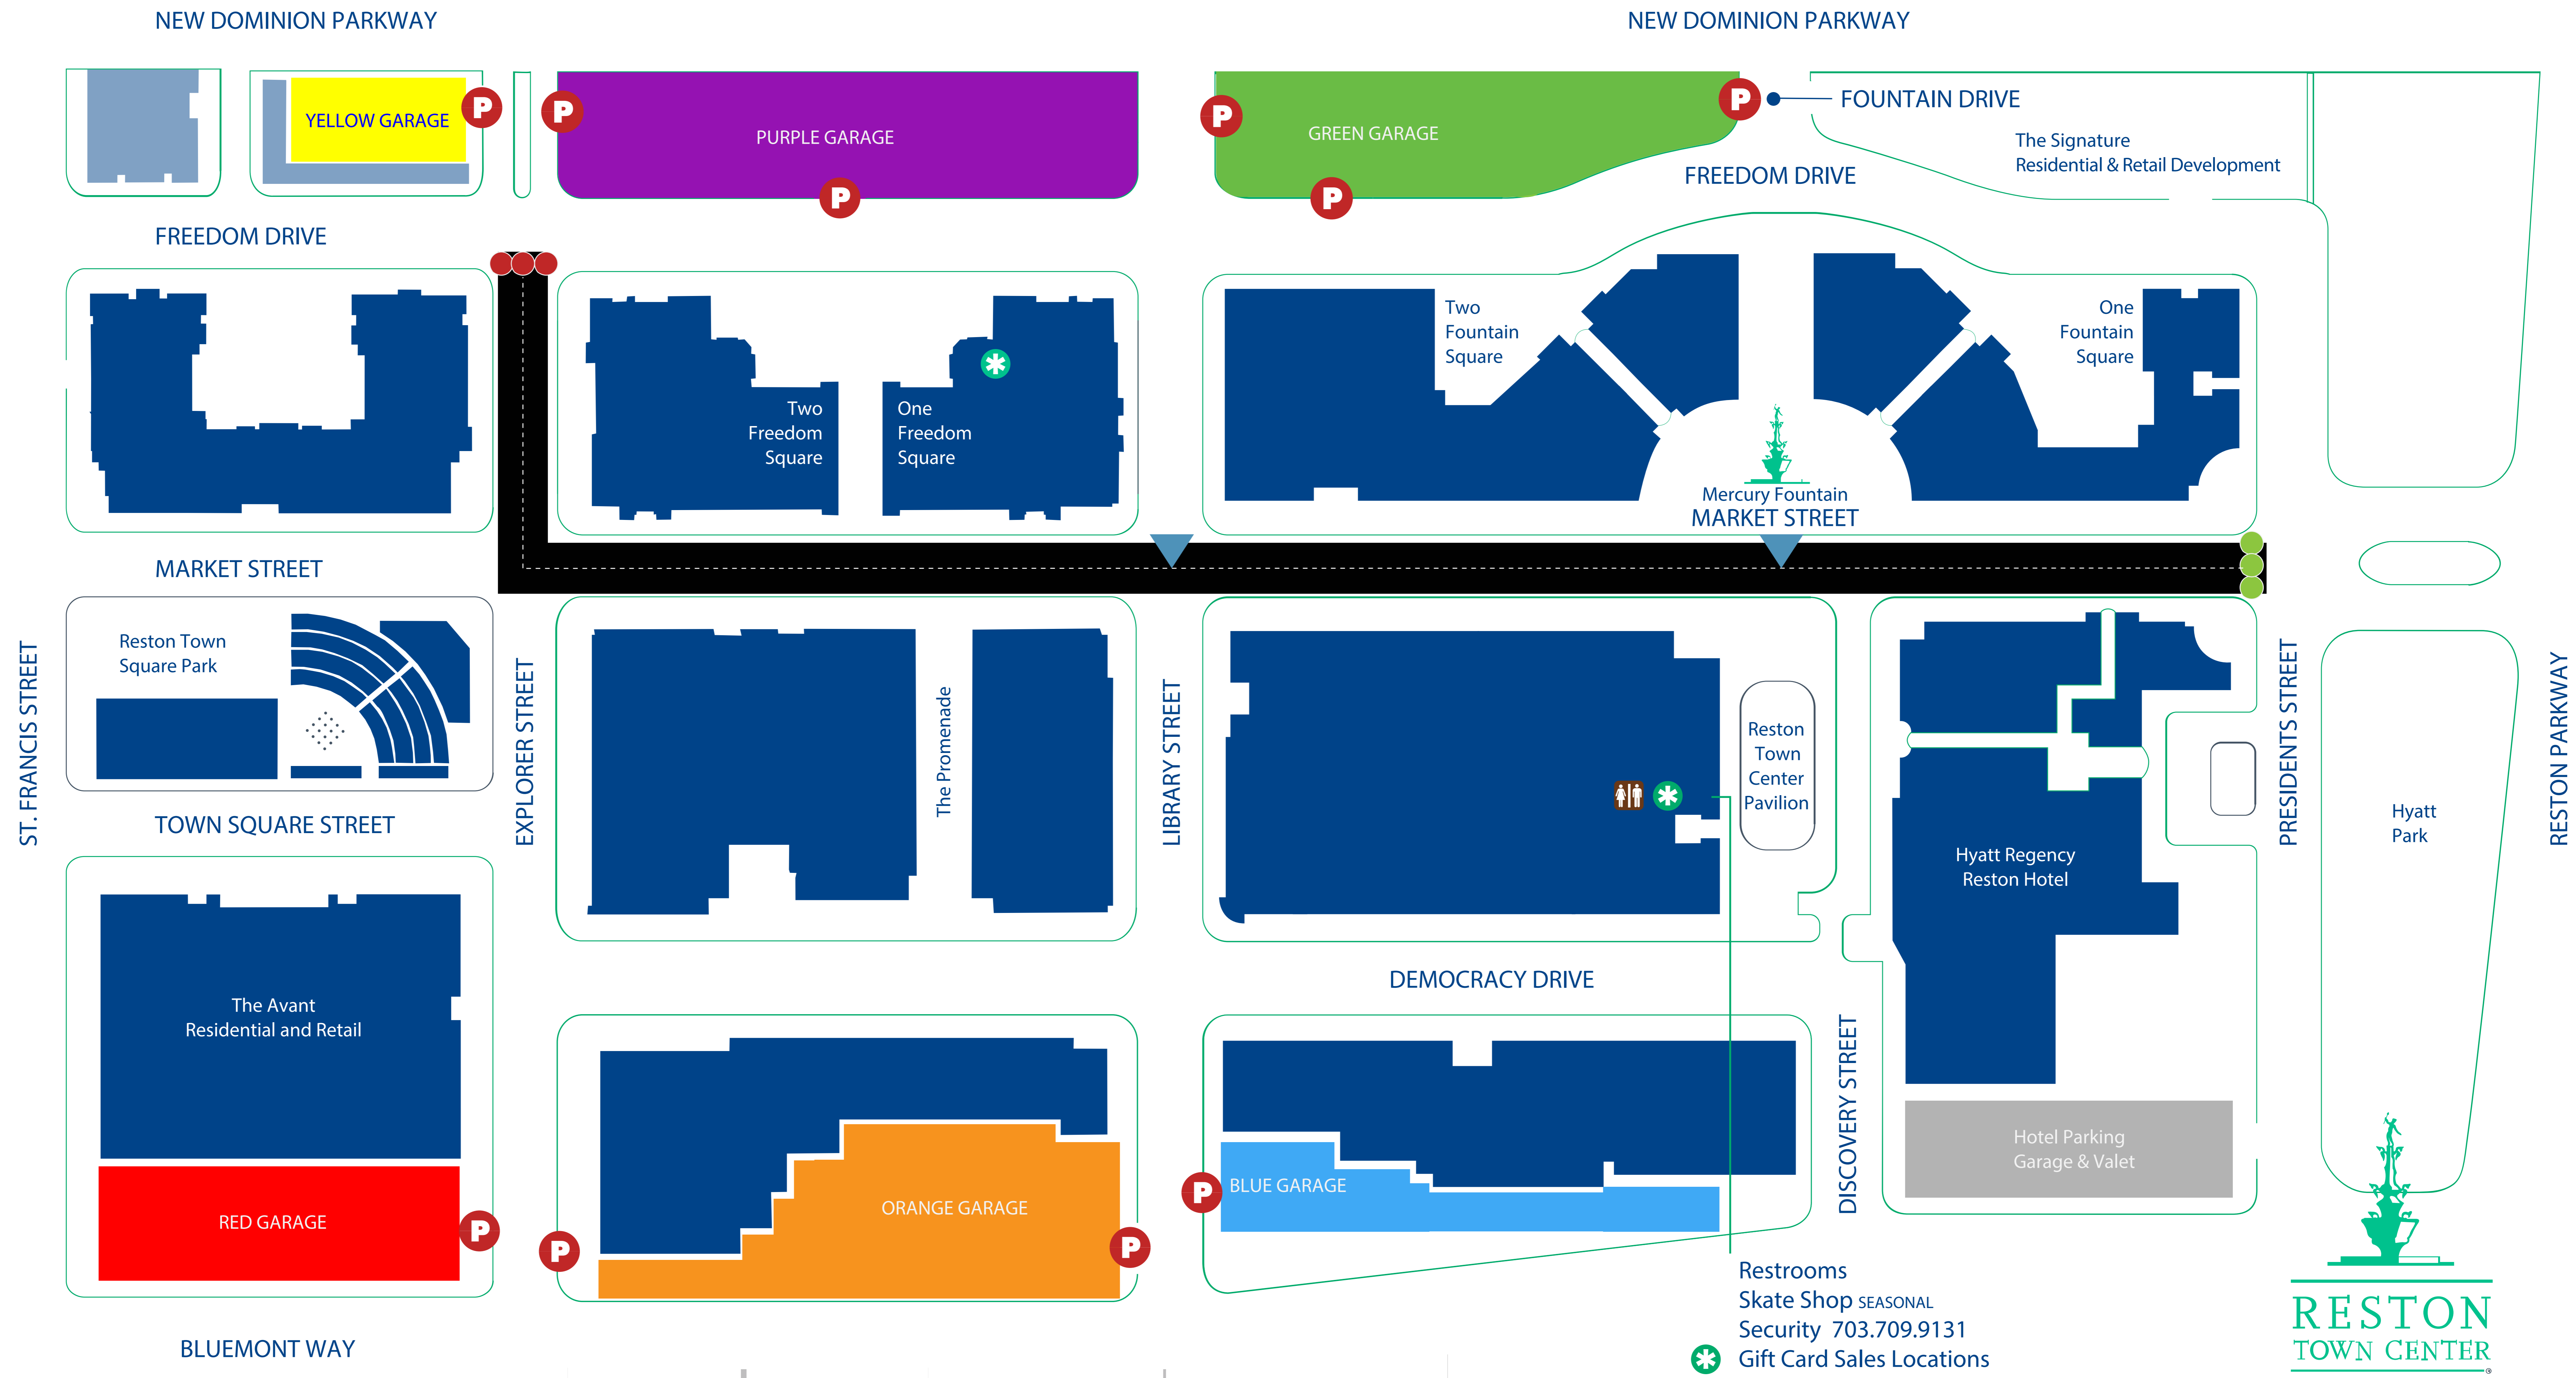 NEW DOMINION PARKWAY
NEW DOMINION PARKWAY
YELLOW GARAGE
P
P
PURPLE GARAGE
P
P
GREEN GARAGE
P
P
FOUNTAIN DRIVE
The Signature
Residential & Retail Development
FREEDOM DRIVE
FREEDOM DRIVE
Two
Freedom
Square
One
Freedom
Square
Two
Fountain
Square
One
Fountain
Square
Mercury Fountain
MARKET STREET
MARKET STREET
Reston Town
Square Park
ST. FRANCIS STREET
EXPLORER STREET
The Promenade
LIBRARY STREET
Reston
Town
Center
Pavilion
PRESIDENTS STREET
RESTON PARKWAY
Hyatt
Park
TOWN SQUARE STREET
Hyatt Regency
Reston Hotel
DEMOCRACY DRIVE
The Avant
Residential and Retail
DISCOVERY STREET
Hotel Parking
Garage & Valet
RED GARAGE
P
P
ORANGE GARAGE
P
P
BLUE GARAGE
Restrooms
Skate Shop SEASONAL
Security 703.709.9131
Gift Card Sales Locations
BLUEMONT WAY
RESTON
TOWN CENTER
®